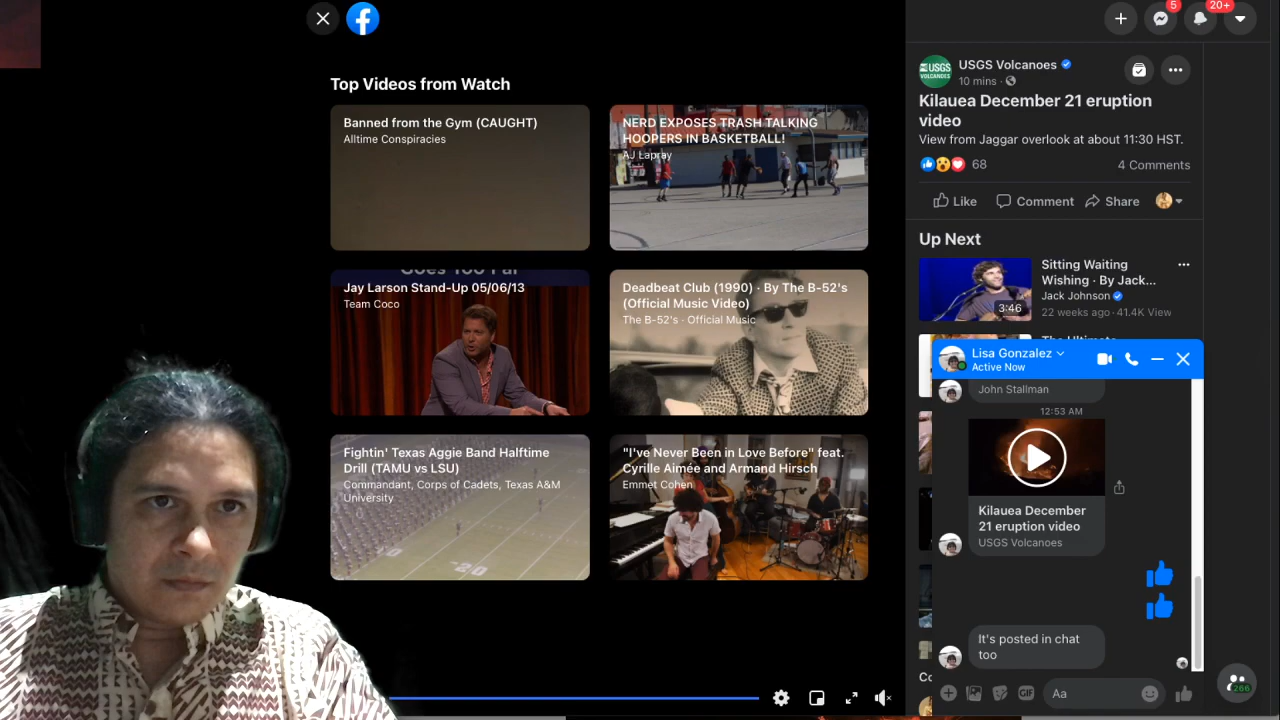 5
20+
Top Videos from Watch
Banned from the Gym (CAUGHT)
Alltime Conspiracies
NERD EXPOSES TRASH TALKING
HOOPERS IN BASKETBALL!
AJ Lapray
Jay Larson Stand-Up 05/06/13
Team Coco
Deadbeat Club (1990) · By The B-52's
(Official Music Video)
The B-52's · Official Music
Fightin' Texas Aggie Band Halftime
Drill (TAMU vs LSU)
Commandant, Corps of Cadets, Texas A&M
University
20
"I've Never Been in Love Before" feat.
Cyrille Aimée and Armand Hirsch
Emmet Cohen
USGS
VOLCANOES
USGS Volcanoes
10 mins ·
Kilauea December 21 eruption
video
View from Jaggar overlook at about 11:30 HST.
68
4 Comments
Like
Comment
Share
Up Next
Sitting Waiting
Wishing · By Jack...
Jack Johnson
22 weeks ago · 41.4K View
3:46
Lisa Gonzalez
Active Now
John Stallman
12:53 AM
Kilauea December
21 eruption video
USGS Volcanoes
It's posted in chat
too
GIF
Aa
266